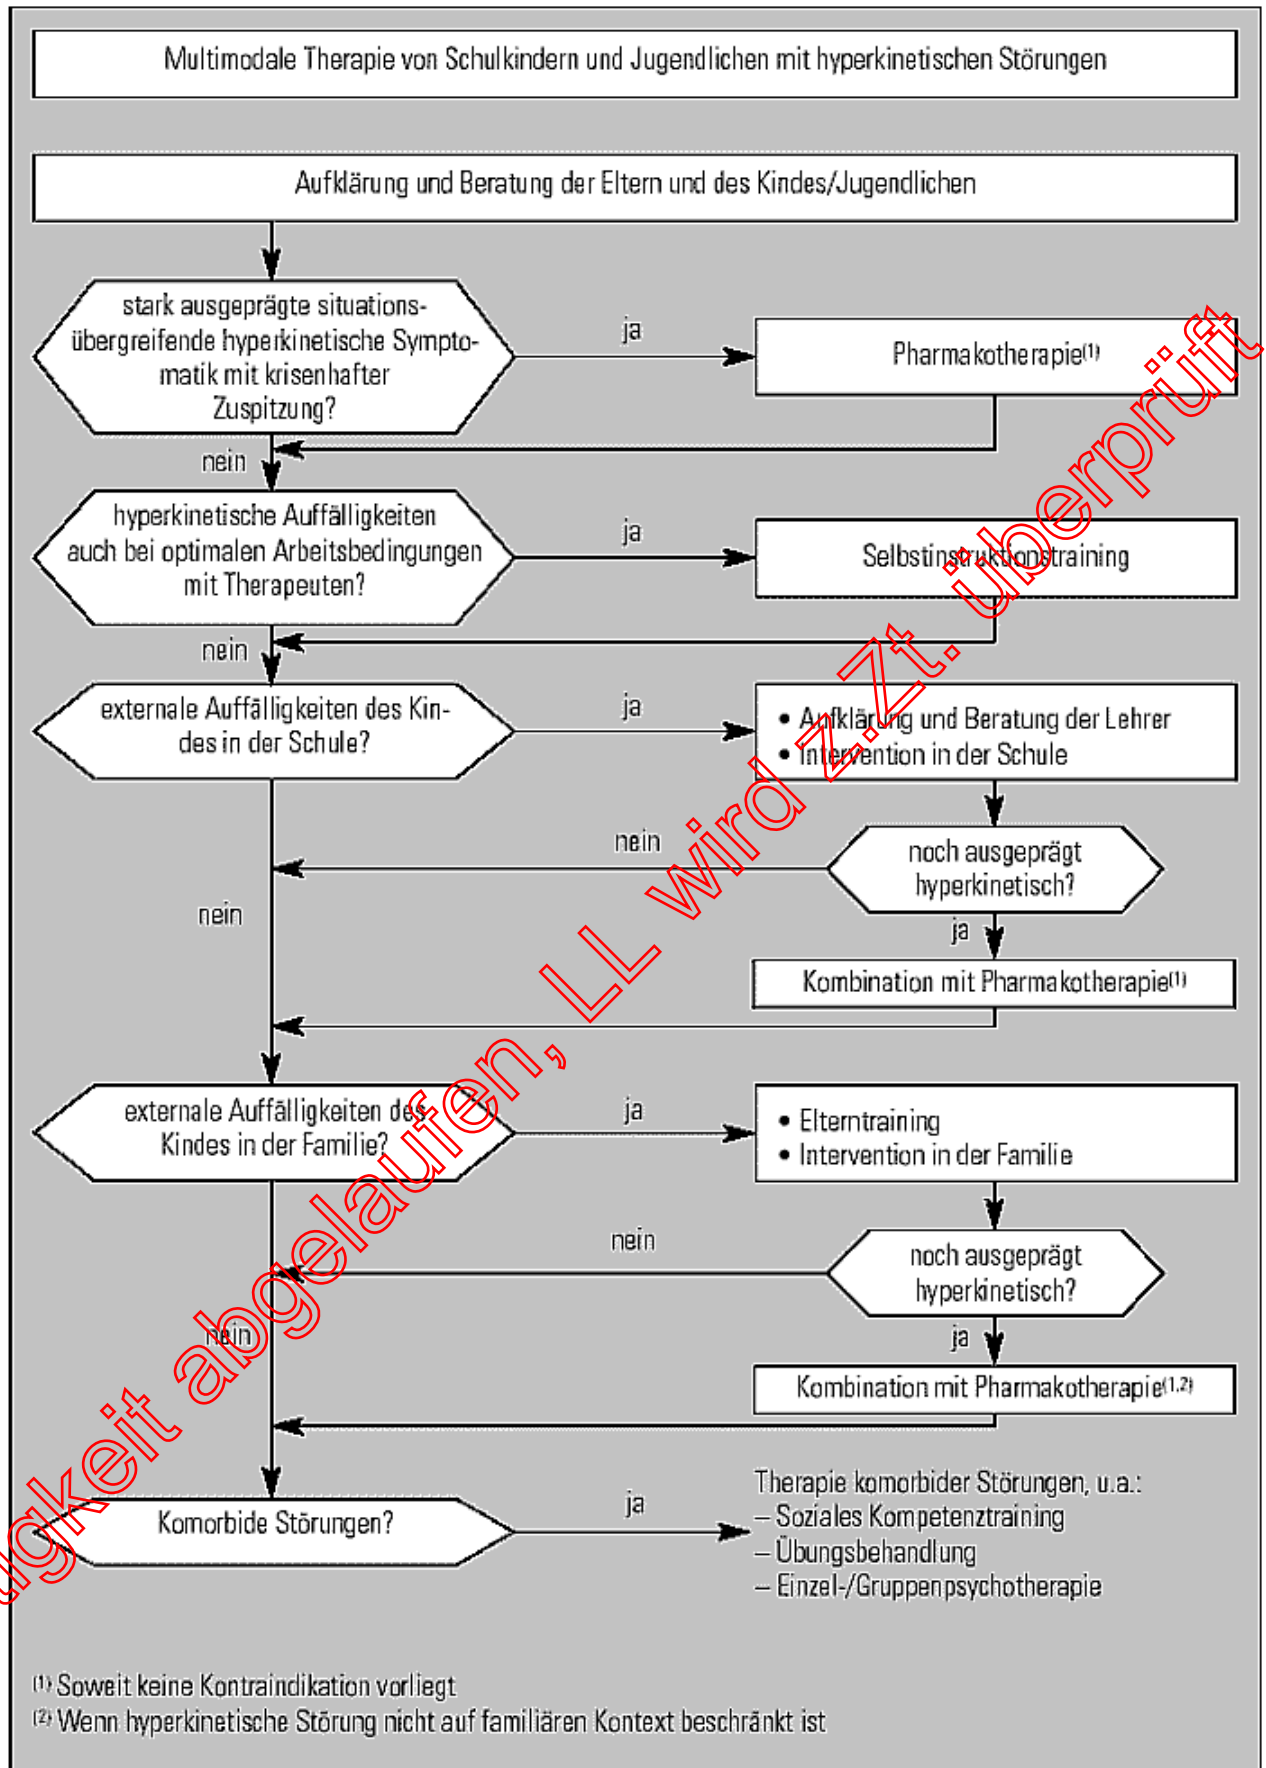 Multimodale Therapie von Schulkindern und Jugendlichen mit hyperkinetischen Störungen
Aufklärung und Beratung der Eltern und des Kindes/Jugendlichen
stark ausgeprägte situations-
übergreifende hyperkinetische Sympto-
matik mit krisenhafter
Zuspitzung?
ja
Pharmakotherapie(1)
nein
hyperkinetische Auffälligkeiten
auch bei optimalen Arbeitsbedingungen
mit Therapeuten?
ja
Selbstinstruktionstraining
nein
externale Auffälligkeiten des Kin-
des in der Schule?
ja
• Aufklärung und Beratung der Lehrer
• Intervention in der Schule
nein
noch ausgeprägt
hyperkinetisch?
nein
ja
Kombination mit Pharmakotherapie(1)
externale Auffälligkeiten des
Kindes in der Familie?
ja
• Elterntraining
• Intervention in der Familie
nein
noch ausgeprägt
hyperkinetisch?
nein
ja
Kombination mit Pharmakotherapie(1,2)
Komorbide Störungen?
ja
Therapie komorbider Störungen, u.a.:
– Soziales Kompetenztraining
– Übungsbehandlung
– Einzel-/Gruppenpsychotherapie
(1) Soweit keine Kontraindikation vorliegt
(2) Wenn hyperkinetische Störung nicht auf familiären Kontext beschränkt ist
abgelaufen, LL wird z.Zt. überprüft